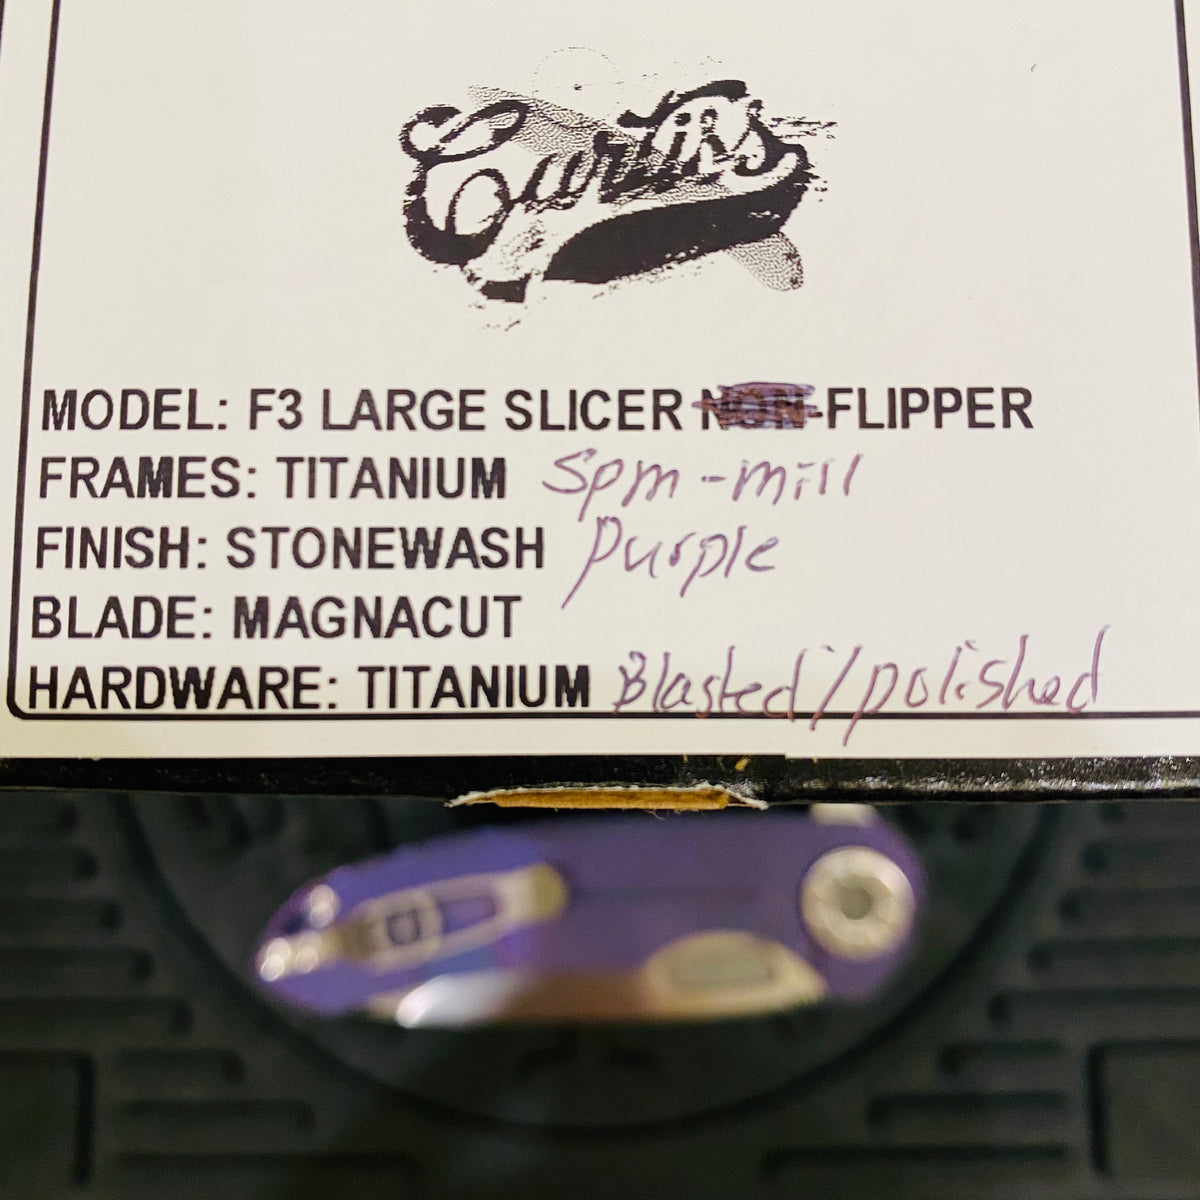 Curtiss
MODEL: F3 LARGE SLICER NON-FLIPPER
FRAMES: TITANIUM Spm-mill
FINISH: STONEWASH Purple
BLADE: MAGNACUT
HARDWARE: TITANIUM Blasted/polished